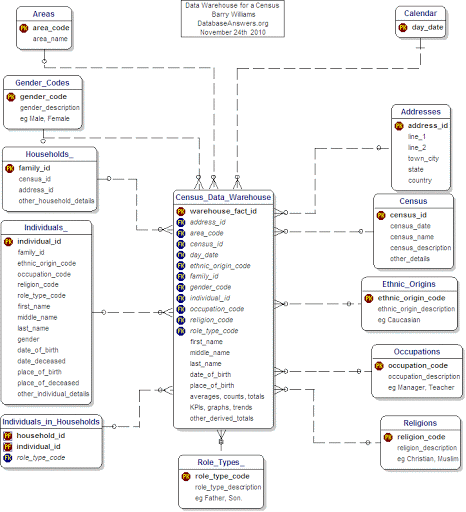 Data Warehouse for a Census
Barry Williams
DatabaseAnswers.org
November 24th 2010
Areas
PK area_code
area_name
Calendar
PK day_date
Gender_Codes
PK gender_code
gender_description
eg Male, Female
Addresses
PK address_id
line_1
line_2
town_city
state
country
Households_
PK family_id
census_id
address_id
other_household_details
Census_Data_Warehouse
PK warehouse_fact_id
FK address_id
FK area_code
FK census_id
FK day_date
FK ethnic_origin_code
FK family_id
FK gender_code
FK individual_id
FK occupation_code
FK religion_code
FK role_type_code
first_name
middle_name
last_name
date_of_birth
place_of_birth
averages, counts, totals
KPIs, graphs, trends
other_derived_totals
Census
PK census_id
census_date
census_name
census_description
other_details
Individuals_
PK individual_id
family_id
ethnic_origin_code
occupation_code
religion_code
role_type_code
first_name
middle_name
last_name
gender
date_of_birth
date_deceased
place_of_birth
place_of_deceased
other_individual_details
Ethnic_Origins
PK ethnic_origin_code
ethnic_origin_description
eg Caucasian
Occupations
PK occupation_code
occupation_description
eg Manager, Teacher
Individuals_in_Households
PF household_id
PF individual_id
FK role_type_code
Religions
PK religion_code
religion_description
eg Christian, Muslim
Role_Types_
PK role_type_code
role_type_description
eg Father, Son.